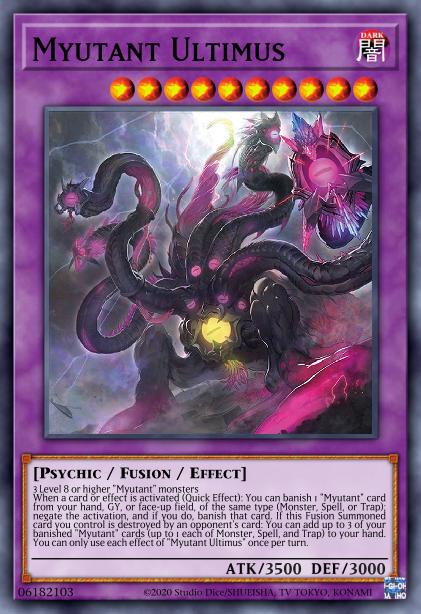 MYUTANT ULTIMUS
DARK
闇
[PSYCHIC / FUSION / EFFECT]
3 Level 8 or higher "Myutant" monsters
When a card or effect is activated (Quick Effect): You can banish 1 "Myutant" card
from your hand, GY, or face-up field, of the same type (Monster, Spell, or Trap);
negate the activation, and if you do, banish that card. If this Fusion Summoned
card you control is destroyed by an opponent's card: You can add up to 3 of your
banished "Myutant" cards (up to 1 each of Monster, Spell, and Trap) to your hand.
You can only use each effect of "Myutant Ultimus" once per turn.
ATK/3500 DEF/3000
06182103
©2020 Studio Dice/SHUEISHA, TV TOKYO, KONAMI